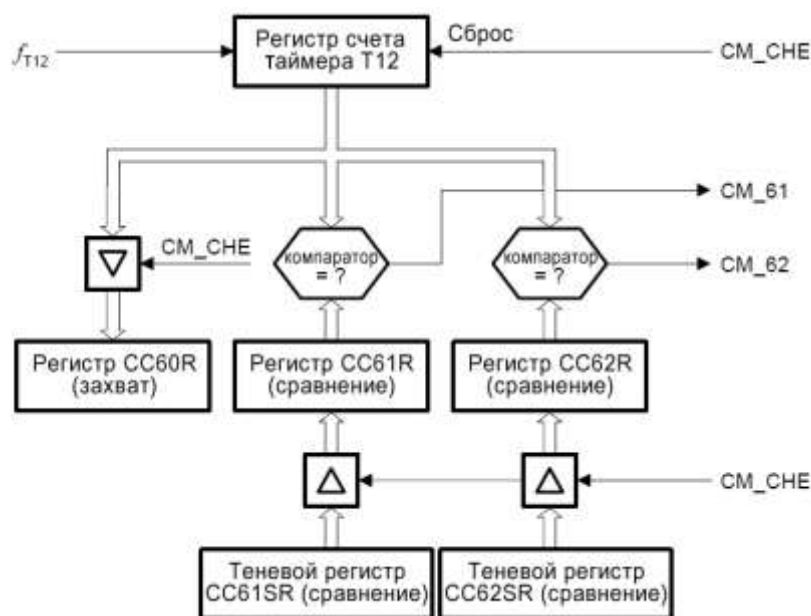 Регистр счета
таймера T12
Сброс
fT12
CM_CHE
CM_61
CM_CHE
компаратор
= ?
компаратор
= ?
CM_62
Регистр CC60R
(захват)
Регистр CC61R
(сравнение)
Регистр CC62R
(сравнение)
CM_CHE
Теневой регистр
CC61SR (сравнение)
Теневой регистр
CC62SR (сравнение)